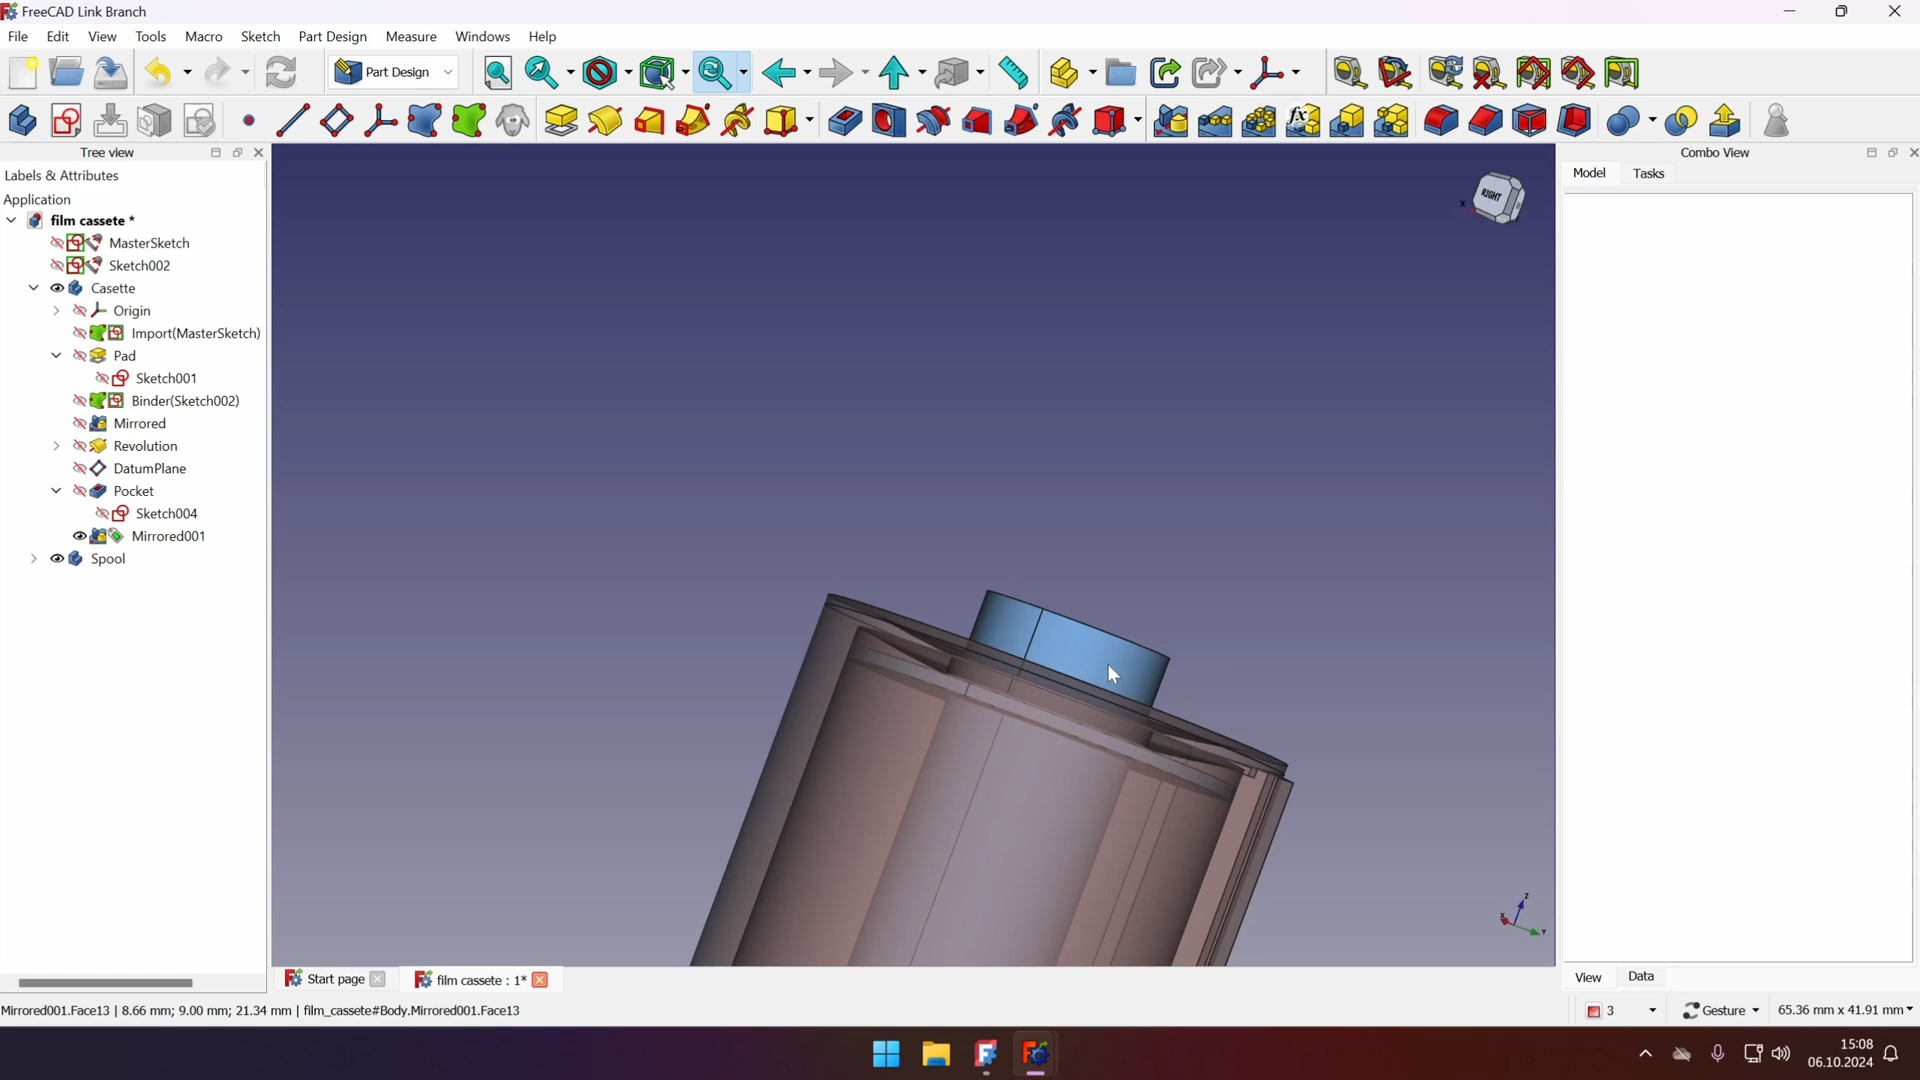 FreeCAD Link Branch
File Edit View Tools Macro Sketch Part Design Measure Windows Help
Part Design
fx
Tree view
Combo View
Labels & Attributes
Model Tasks
Application
film cassete *
MasterSketch
Sketch002
Casette
Origin
Import(MasterSketch)
Pad
Sketch001
Binder(Sketch002)
Mirrored
Revolution
DatumPlane
Pocket
Sketch004
Mirrored001
Spool
RIGHT
X
Z
X
Y
Start page
film cassete : 1*
View Data
Mirrored001.Face13 | 8.66 mm; 9.00 mm; 21.34 mm | film_cassete#Body.Mirrored001.Face13
3
Gesture
65.36 mm x 41.91 mm
15:08
06.10.2024